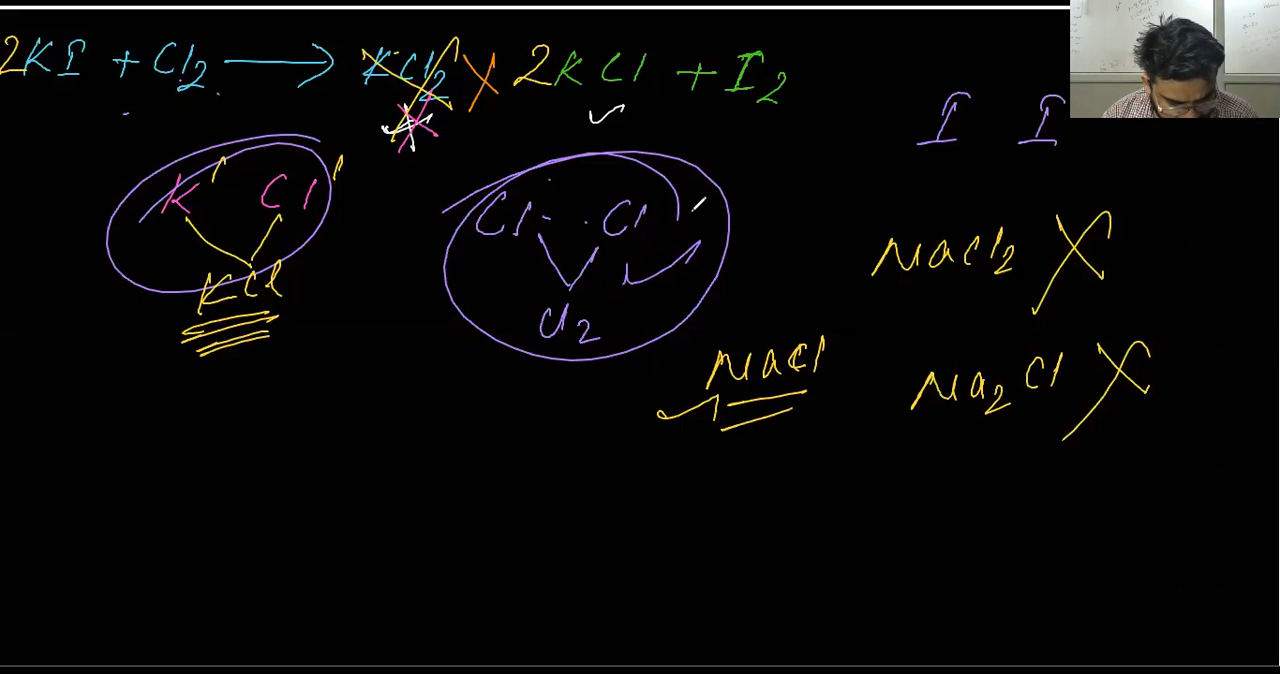 2KI + Cl2 → KCl2 2KCl + I2
I I
K Cl
Cl - Cl
NaCl2 X
KCl
Cl2
NaCl
Na2Cl X